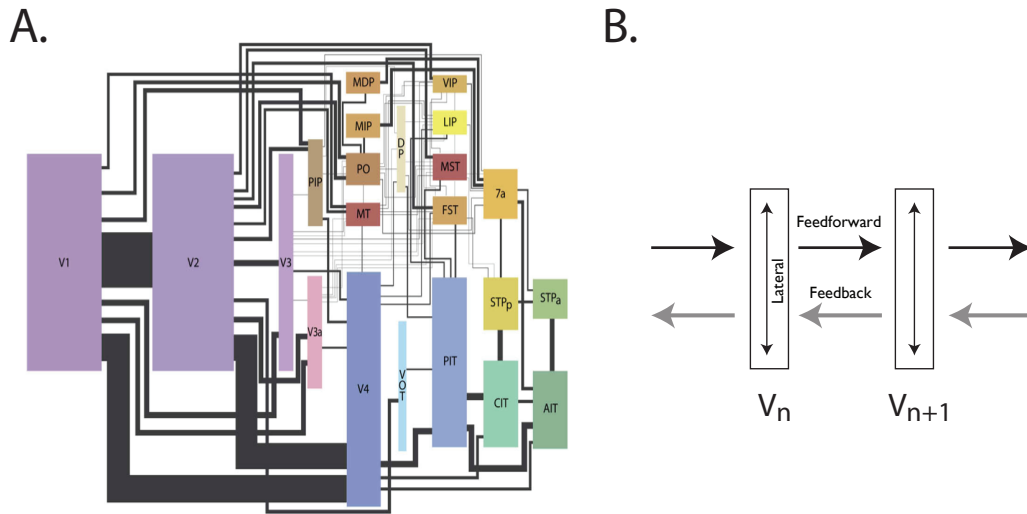 A.
B.
MDP
VIP
MIP
LIP
DP
PIP
PO
MST
7a
MT
FST
V1
V2
V3
Feedforward
Lateral
Feedback
STPp
STPa
V3a
V4
VOT
PIT
CIT
AIT
Vn
Vn+1